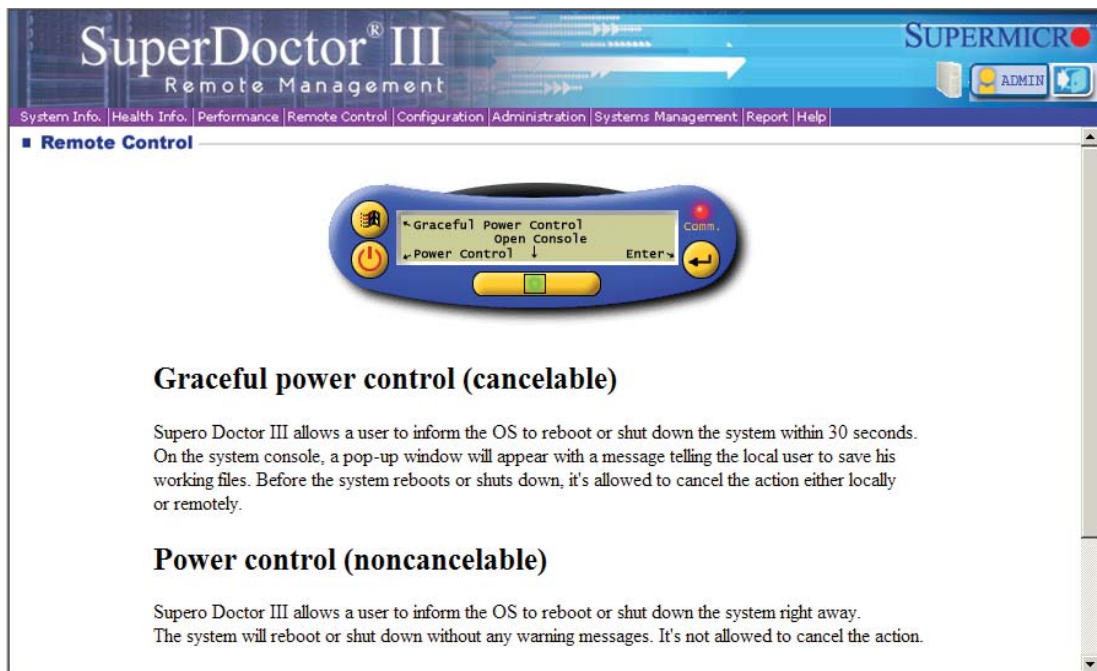 SuperDoctor® III
Remote Management
SUPERMICRO
ADMIN
System Info. Health Info. Performance Remote Control Configuration Administration Systems Management Report Help
Remote Control
Graceful Power Control
Open Console
Power Control
Enter
Comm.
Graceful power control (cancelable)
Supero Doctor III allows a user to inform the OS to reboot or shut down the system within 30 seconds.
On the system console, a pop-up window will appear with a message telling the local user to save his
working files. Before the system reboots or shuts down, it's allowed to cancel the action either locally
or remotely.
Power control (noncancelable)
Supero Doctor III allows a user to inform the OS to reboot or shut down the system right away.
The system will reboot or shut down without any warning messages. It's not allowed to cancel the action.